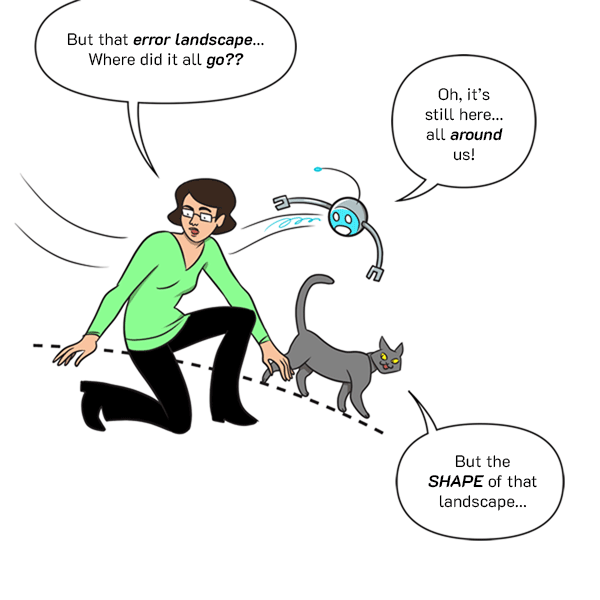 But that error landscape...
Where did it all go??
Oh, it's
still here...
all around
us!
But the
SHAPE of that
landscape...